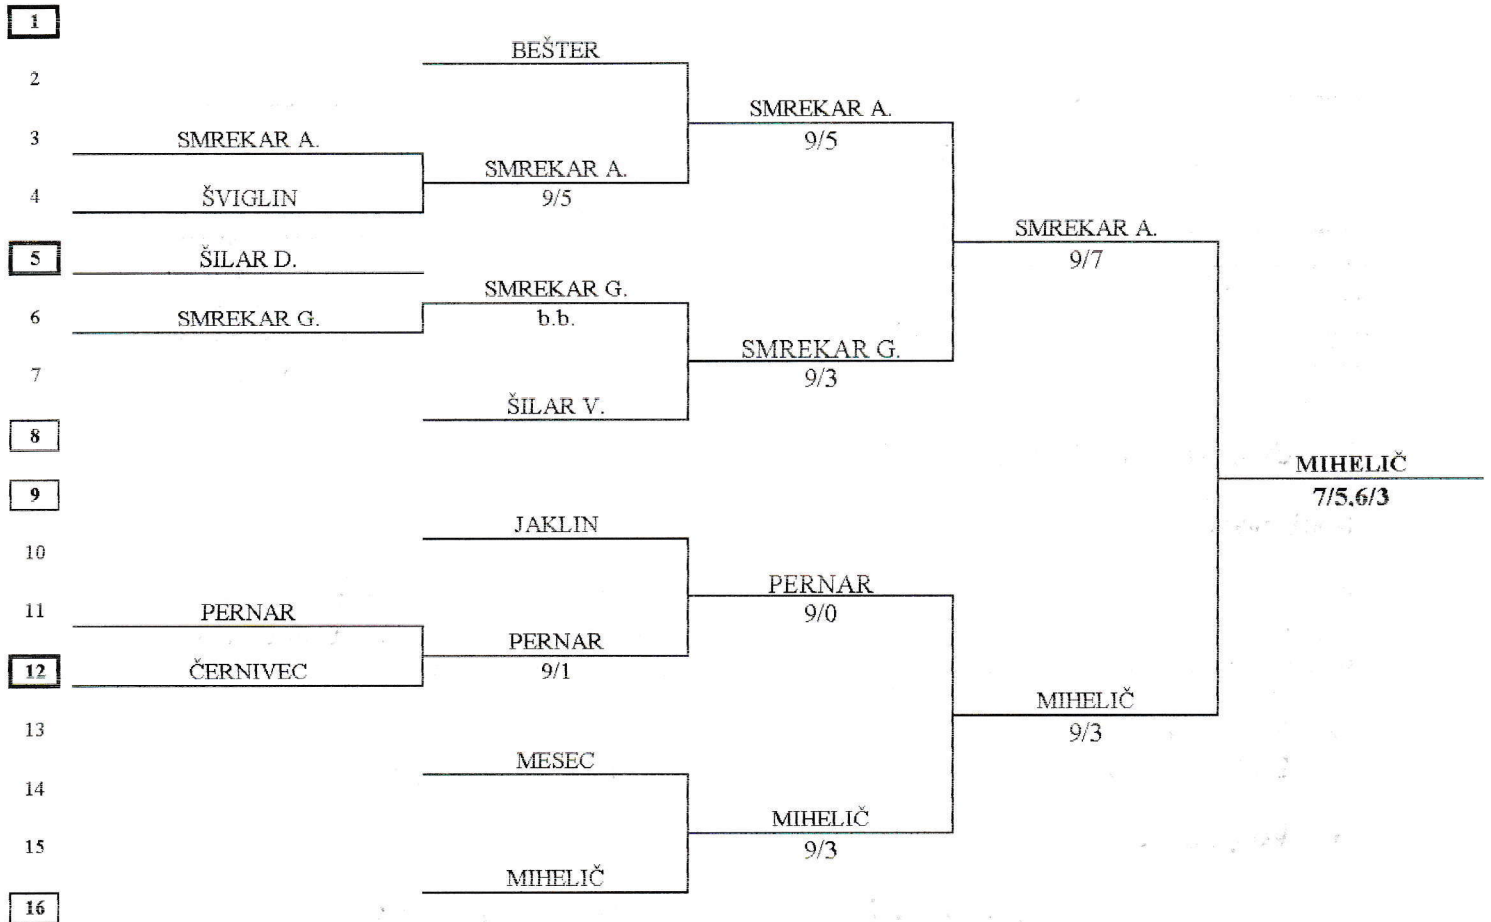 1
BEŠTER
2
SMREKAR A.
3
SMREKAR A.
9/5
SMREKAR A.
4
ŠVIGLIN
9/5
SMREKAR A.
5
ŠILAR D.
9/7
SMREKAR G.
6
SMREKAR G.
b.b.
SMREKAR G.
7
9/3
ŠILAR V.
8
MIHELIČ
9
7/5,6/3
JAKLIN
10
PERNAR
11
PERNAR
9/0
PERNAR
12
ČERNIVEC
9/1
MIHELIČ
13
9/3
MESEC
14
MIHELIČ
15
9/3
MIHELIČ
16